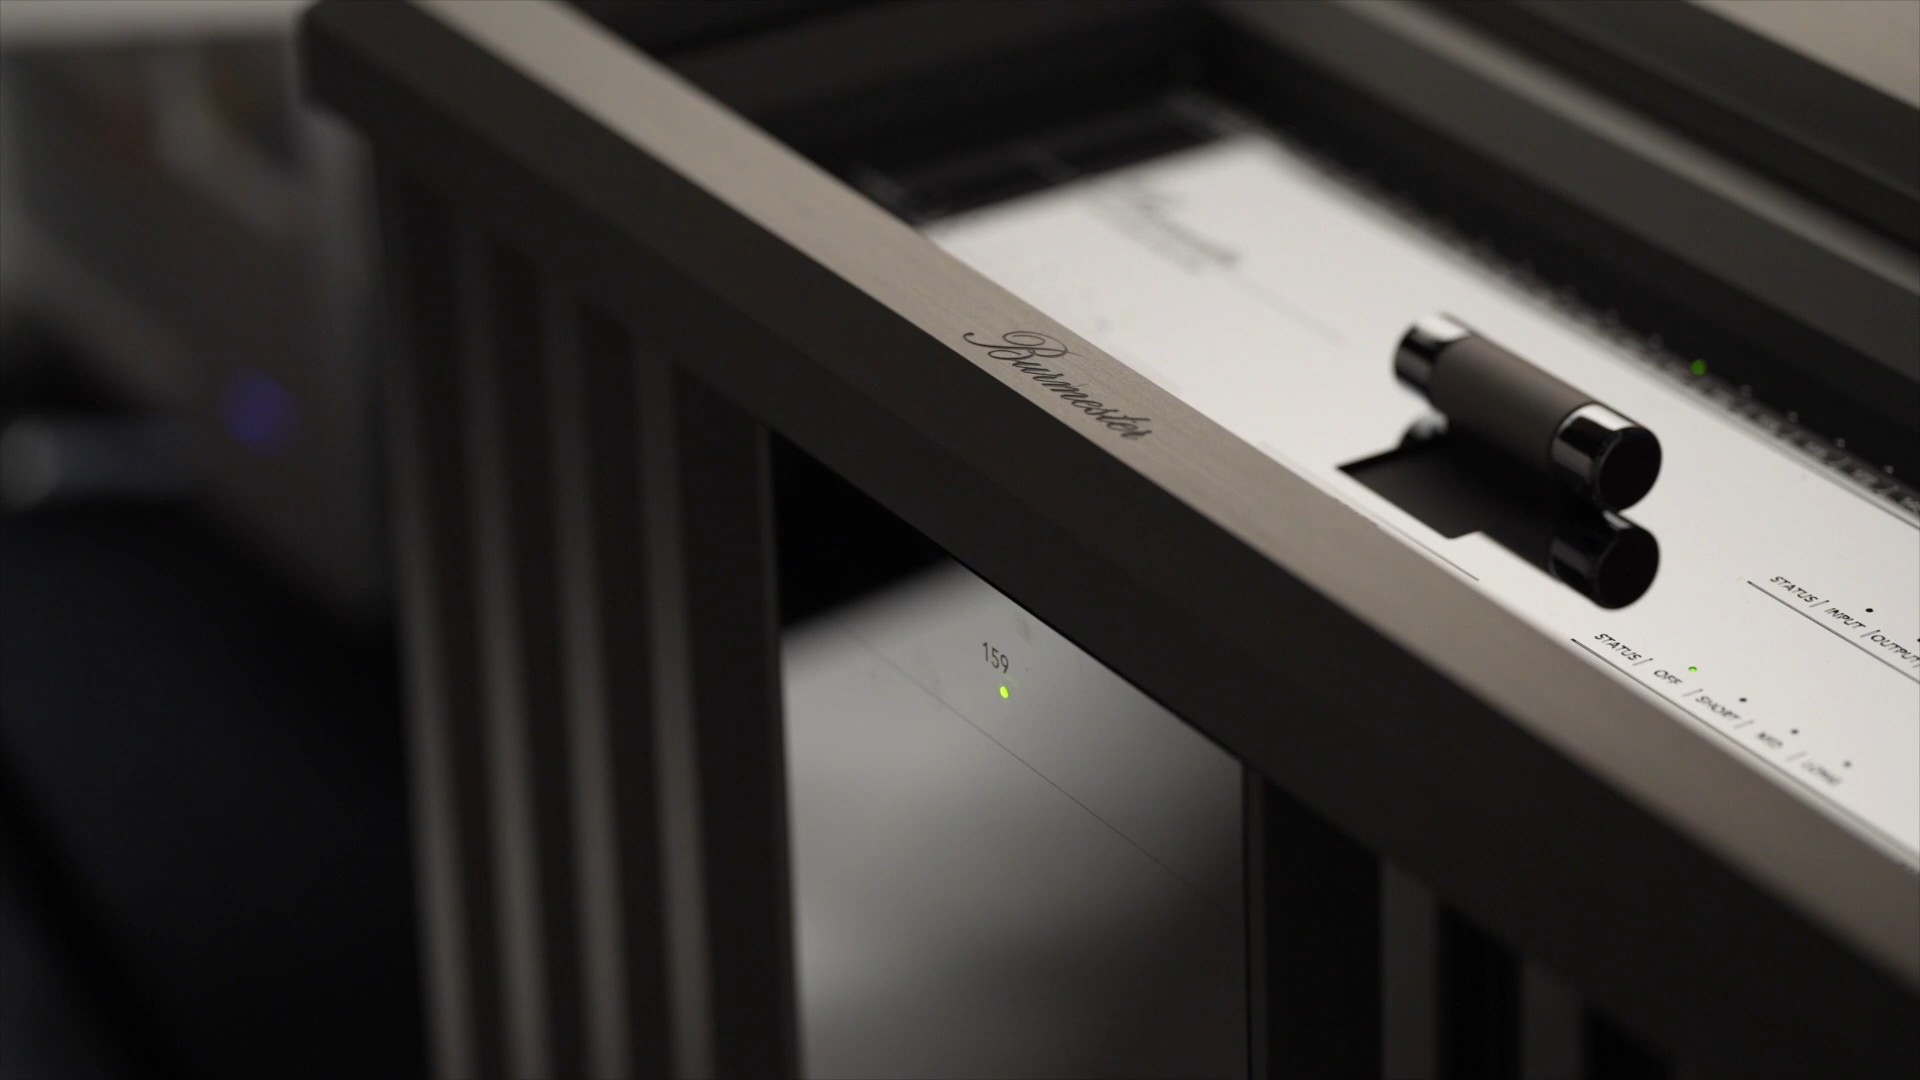 Burmester
159
STATUS/ INPUT /OUTPUT/
STATUS/ OFF /SHORT/ MID /LONG